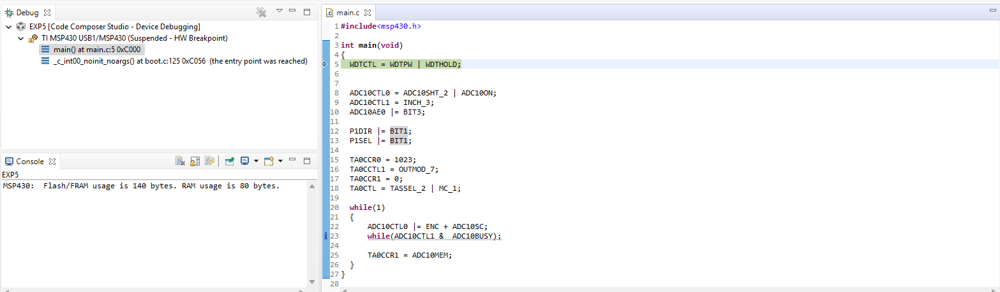 Debug
EXP5 [Code Composer Studio - Device Debugging]
TI MSP430 USB1/MSP430 (Suspended - HW Breakpoint)
main() at main.c:5 0xC000
_c_int00_noinit_noargs() at boot.c:125 0xC056 (the entry point was reached)
Console
EXP5
MSP430:  Flash/FRAM usage is 140 bytes. RAM usage is 80 bytes.
main.c
1 #include<msp430.h>
2
3 int main(void)
4 {
5   WDTCTL = WDTPW | WDTHOLD;
6
7
8   ADC10CTL0 = ADC10SHT_2 | ADC10ON;
9   ADC10CTL1 = INCH_3;
10   ADC10AE0 |= BIT3;
11
12   P1DIR |= BIT1;
13   P1SEL |= BIT1;
14
15   TA0CCR0 = 1023;
16   TA0CCTL1 = OUTMOD_7;
17   TA0CCR1 = 0;
18   TA0CTL = TASSEL_2 | MC_1;
19
20   while(1)
21   {
22       ADC10CTL0 |= ENC + ADC10SC;
23       while(ADC10CTL1 &  ADC10BUSY);
24
25       TA0CCR1 = ADC10MEM;
26   }
27 }
28